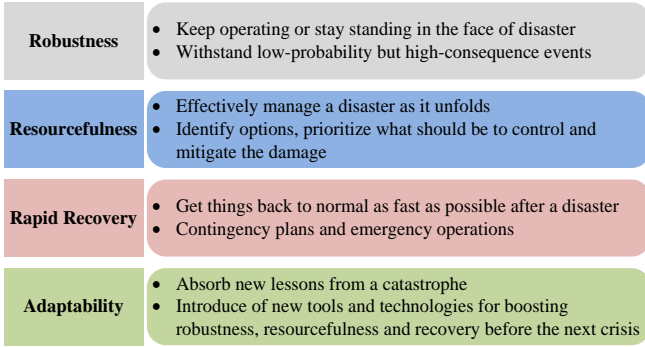 Robustness
• Keep operating or stay standing in the face of disaster
• Withstand low-probability but high-consequence events
Resourcefulness
• Effectively manage a disaster as it unfolds
• Identify options, prioritize what should be to control and
mitigate the damage
Rapid Recovery
• Get things back to normal as fast as possible after a disaster
• Contingency plans and emergency operations
Adaptability
• Absorb new lessons from a catastrophe
• Introduce of new tools and technologies for boosting
robustness, resourcefulness and recovery before the next crisis